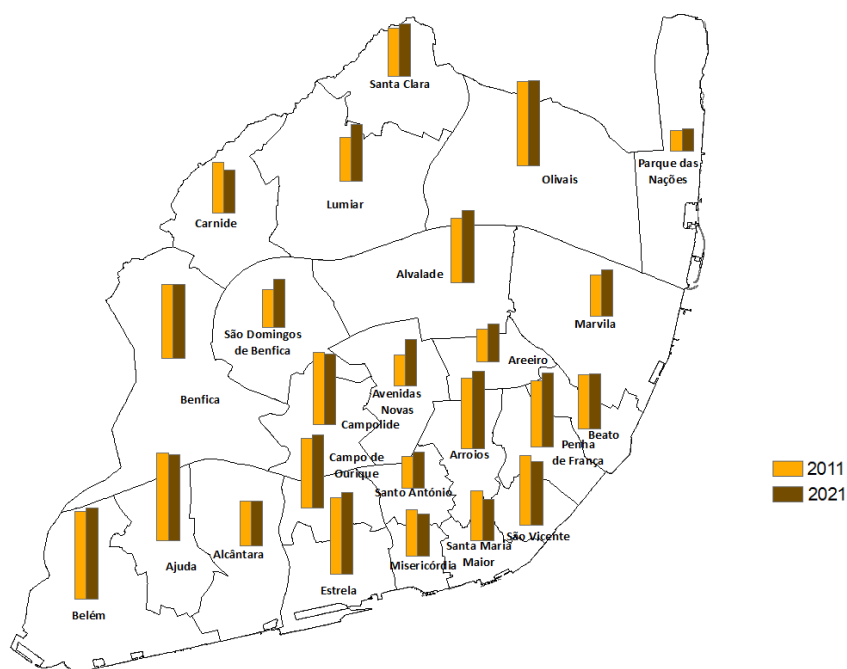 Santa Clara
Parque das
Nações
Olivais
Lumiar
Carnide
Alvalade
Marvila
São Domingos
de Benfica
Areeiro
Benfica
Avenidas
Novas
Campolide
Beato
Penha
de França
Arroios
Campo de
Ourique
Santo António
2011
2021
São Vicente
Santa Maria
Maior
Alcântara
Ajuda
Misericórdia
Estrela
Belém